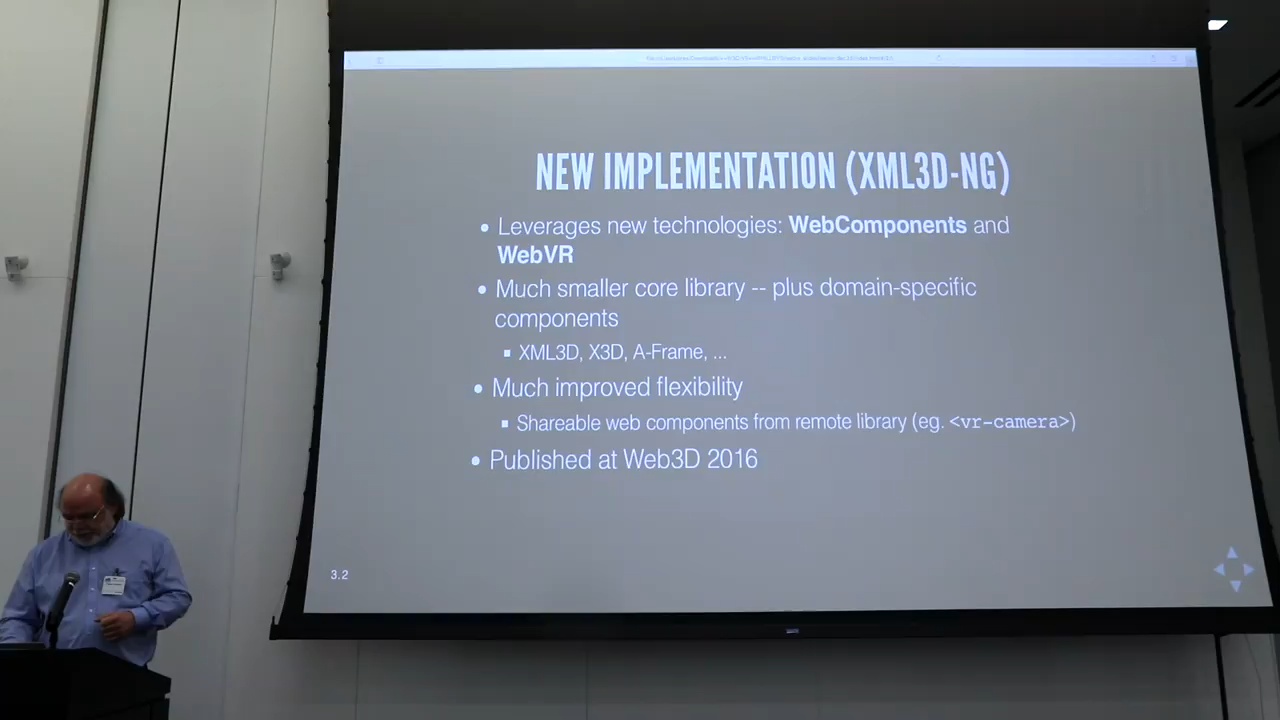 NEW IMPLEMENTATION (XML3D-NG)
• Leverages new technologies: WebComponents and
WebVR
• Much smaller core library -- plus domain-specific
components
▪ XML3D, X3D, A-Frame, ...
• Much improved flexibility
▪ Shareable web components from remote library (eg. <vr-camera>)
• Published at Web3D 2016
3.2